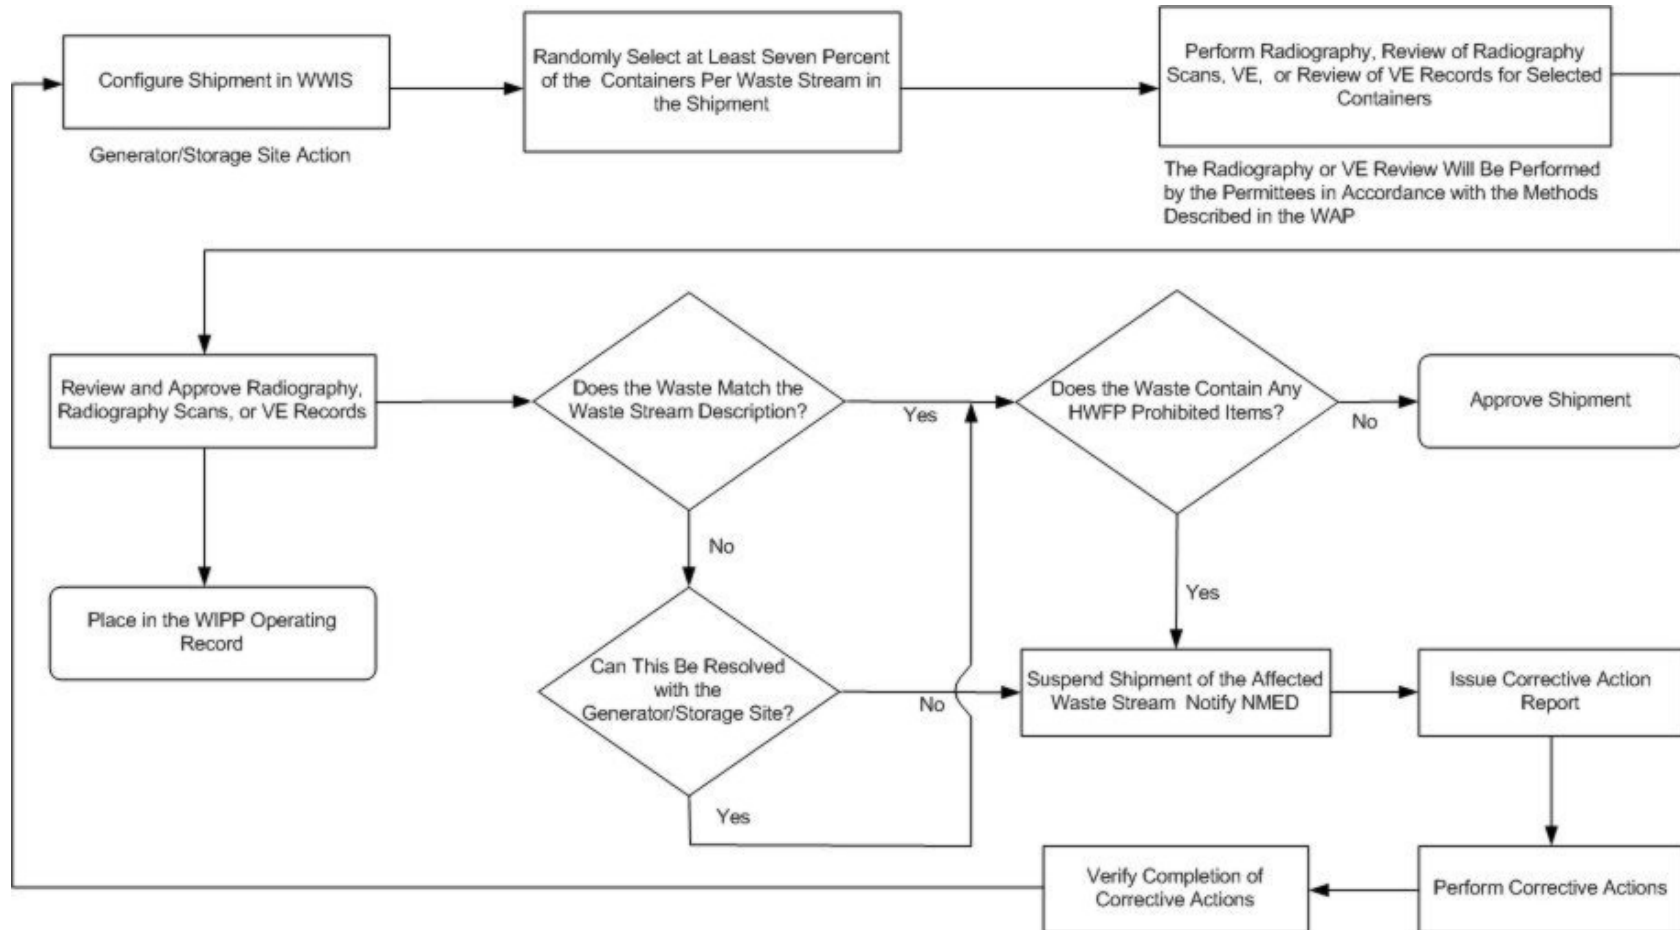 Configure Shipment in WWIS
Generator/Storage Site Action
Randomly Select at Least Seven Percent
of the Containers Per Waste Stream in
the Shipment
Perform Radiography, Review of Radiography
Scans, VE, or Review of VE Records for Selected
Containers
The Radiography or VE Review Will Be Performed
by the Permittees in Accordance with the Methods
Described in the WAP
Review and Approve Radiography,
Radiography Scans, or VE Records
Place in the WIPP Operating
Record
Does the Waste Match the
Waste Stream Description?
Yes
No
Does the Waste Contain Any
HWFP Prohibited Items?
No
Yes
Approve Shipment
Can This Be Resolved
with the
Generator/Storage Site?
No
Yes
Suspend Shipment of the Affected
Waste Stream Notify NMED
Issue Corrective Action
Report
Perform Corrective Actions
Verify Completion of
Corrective Actions